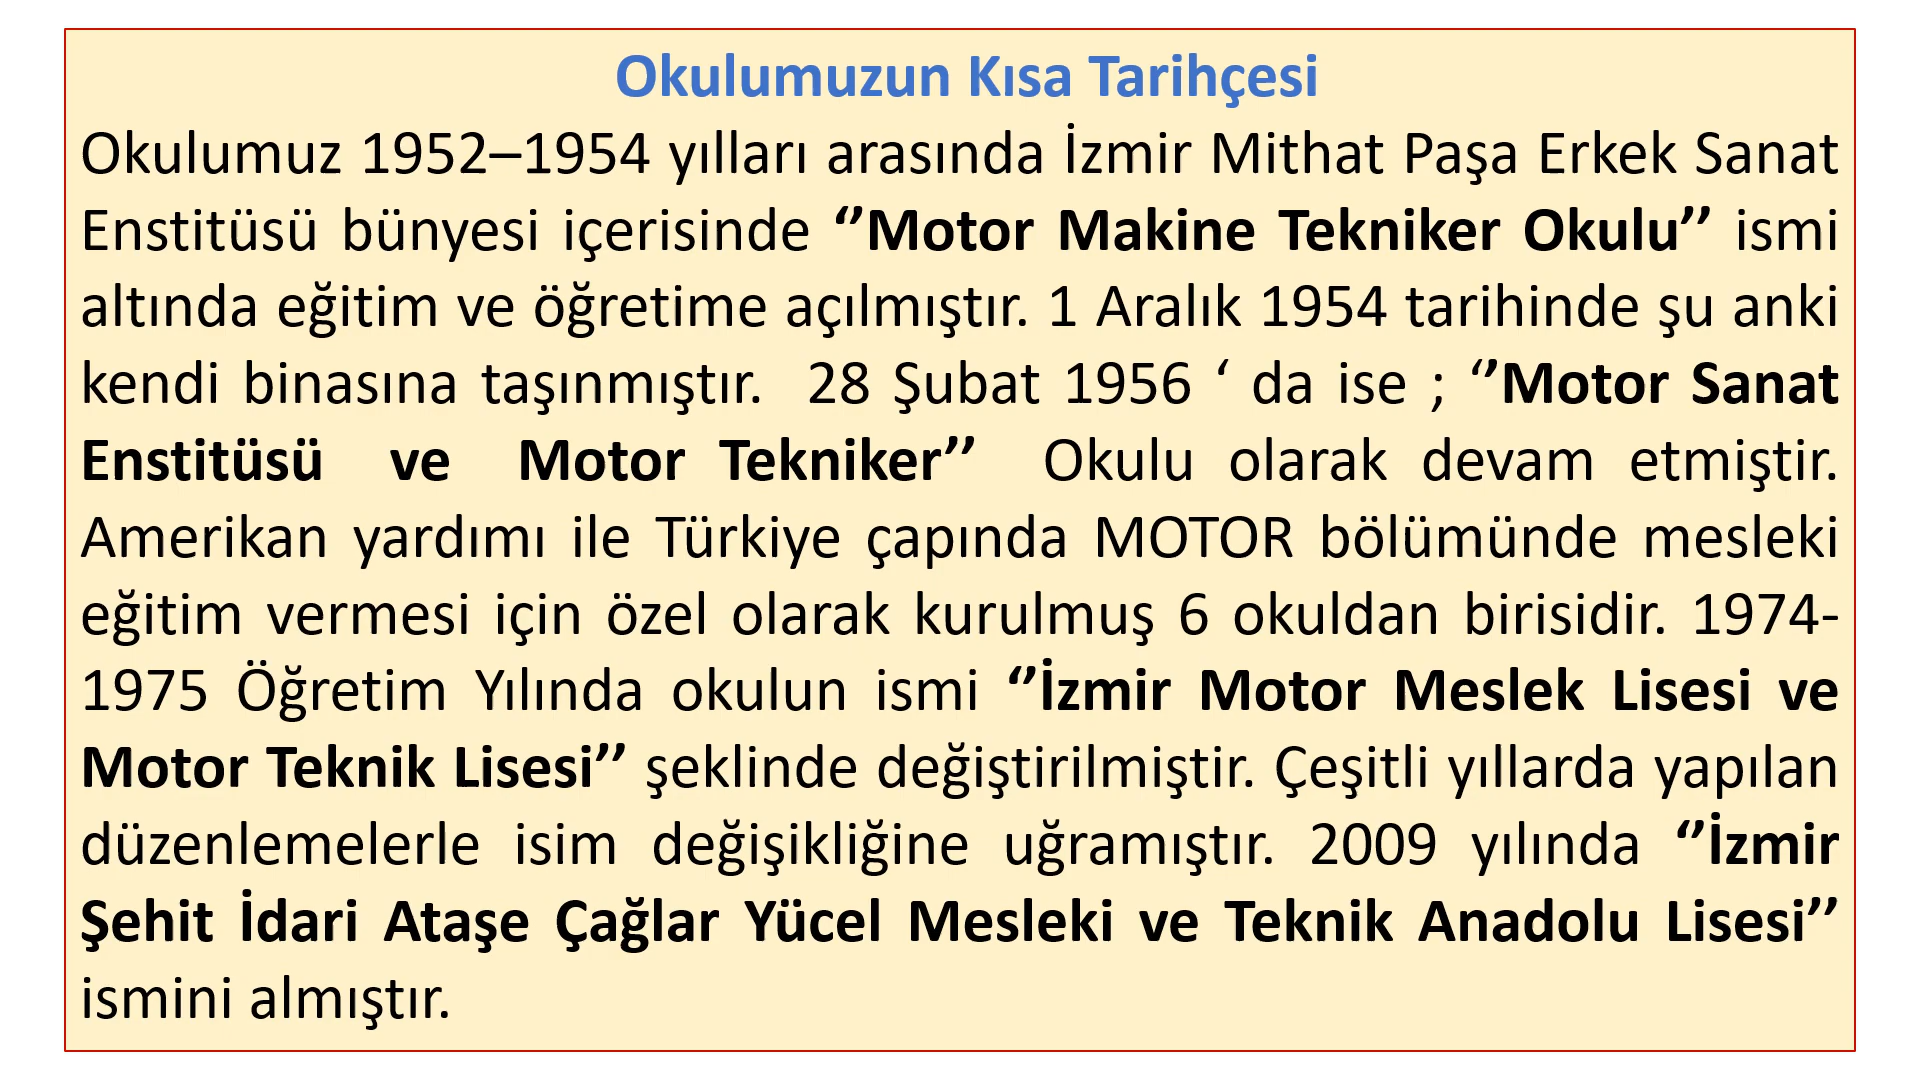 Okulumuzun Kısa Tarihçesi
Okulumuz 1952–1954 yılları arasında İzmir Mithat Paşa Erkek Sanat
Enstitüsü bünyesi içerisinde ‘’Motor Makine Tekniker Okulu’’ ismi
altında eğitim ve öğretime açılmıştır. 1 Aralık 1954 tarihinde şu anki
kendi binasına taşınmıştır.  28 Şubat 1956 ‘ da ise ; ‘’Motor Sanat
Enstitüsü ve Motor Tekniker’’ Okulu olarak devam etmiştir.
Amerikan yardımı ile Türkiye çapında MOTOR bölümünde mesleki
eğitim vermesi için özel olarak kurulmuş 6 okuldan birisidir. 1974-
1975 Öğretim Yılında okulun ismi ‘’İzmir Motor Meslek Lisesi ve
Motor Teknik Lisesi’’ şeklinde değiştirilmiştir. Çeşitli yıllarda yapılan
düzenlemelerle isim değişikliğine uğramıştır. 2009 yılında ‘’İzmir
Şehit İdari Ataşe Çağlar Yücel Mesleki ve Teknik Anadolu Lisesi’’
ismini almıştır.